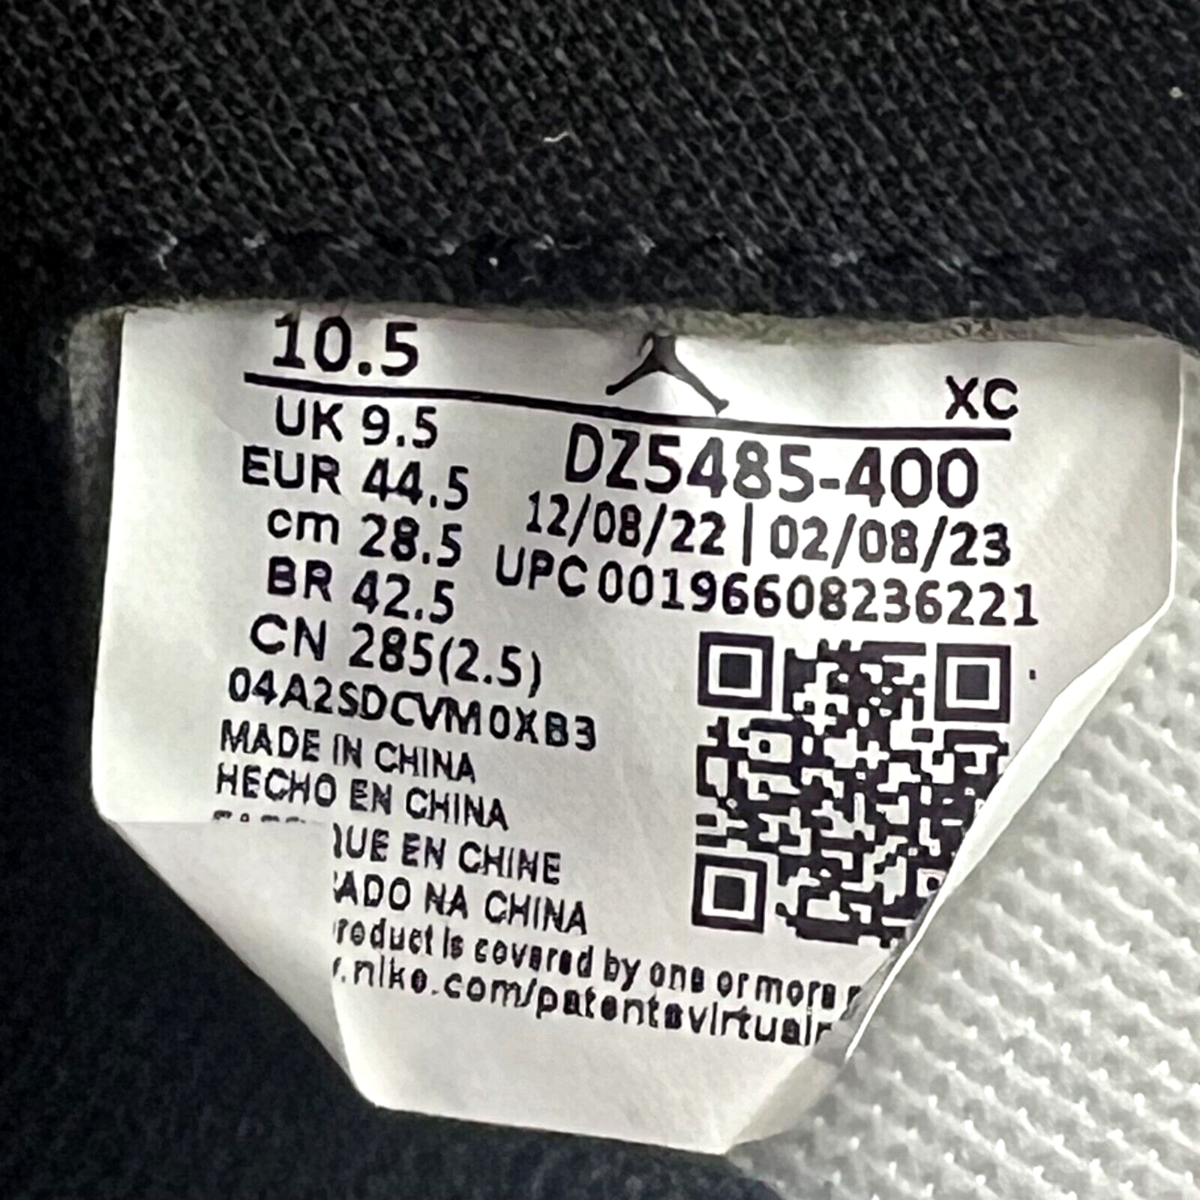 10.5
XC
UK 9.5
DZ5485-400
EUR 44.5
12/08/22 | 02/08/23
cm 28.5
UPC 00196608236221
BR 42.5
CN 285(2.5)
04A2SDCVM0XB3
MADE IN CHINA
HECHO EN CHINA
QUE EN CHINE
CADO NA CHINA
roduct is covered by one or more
.nike.com/patentsvirtual